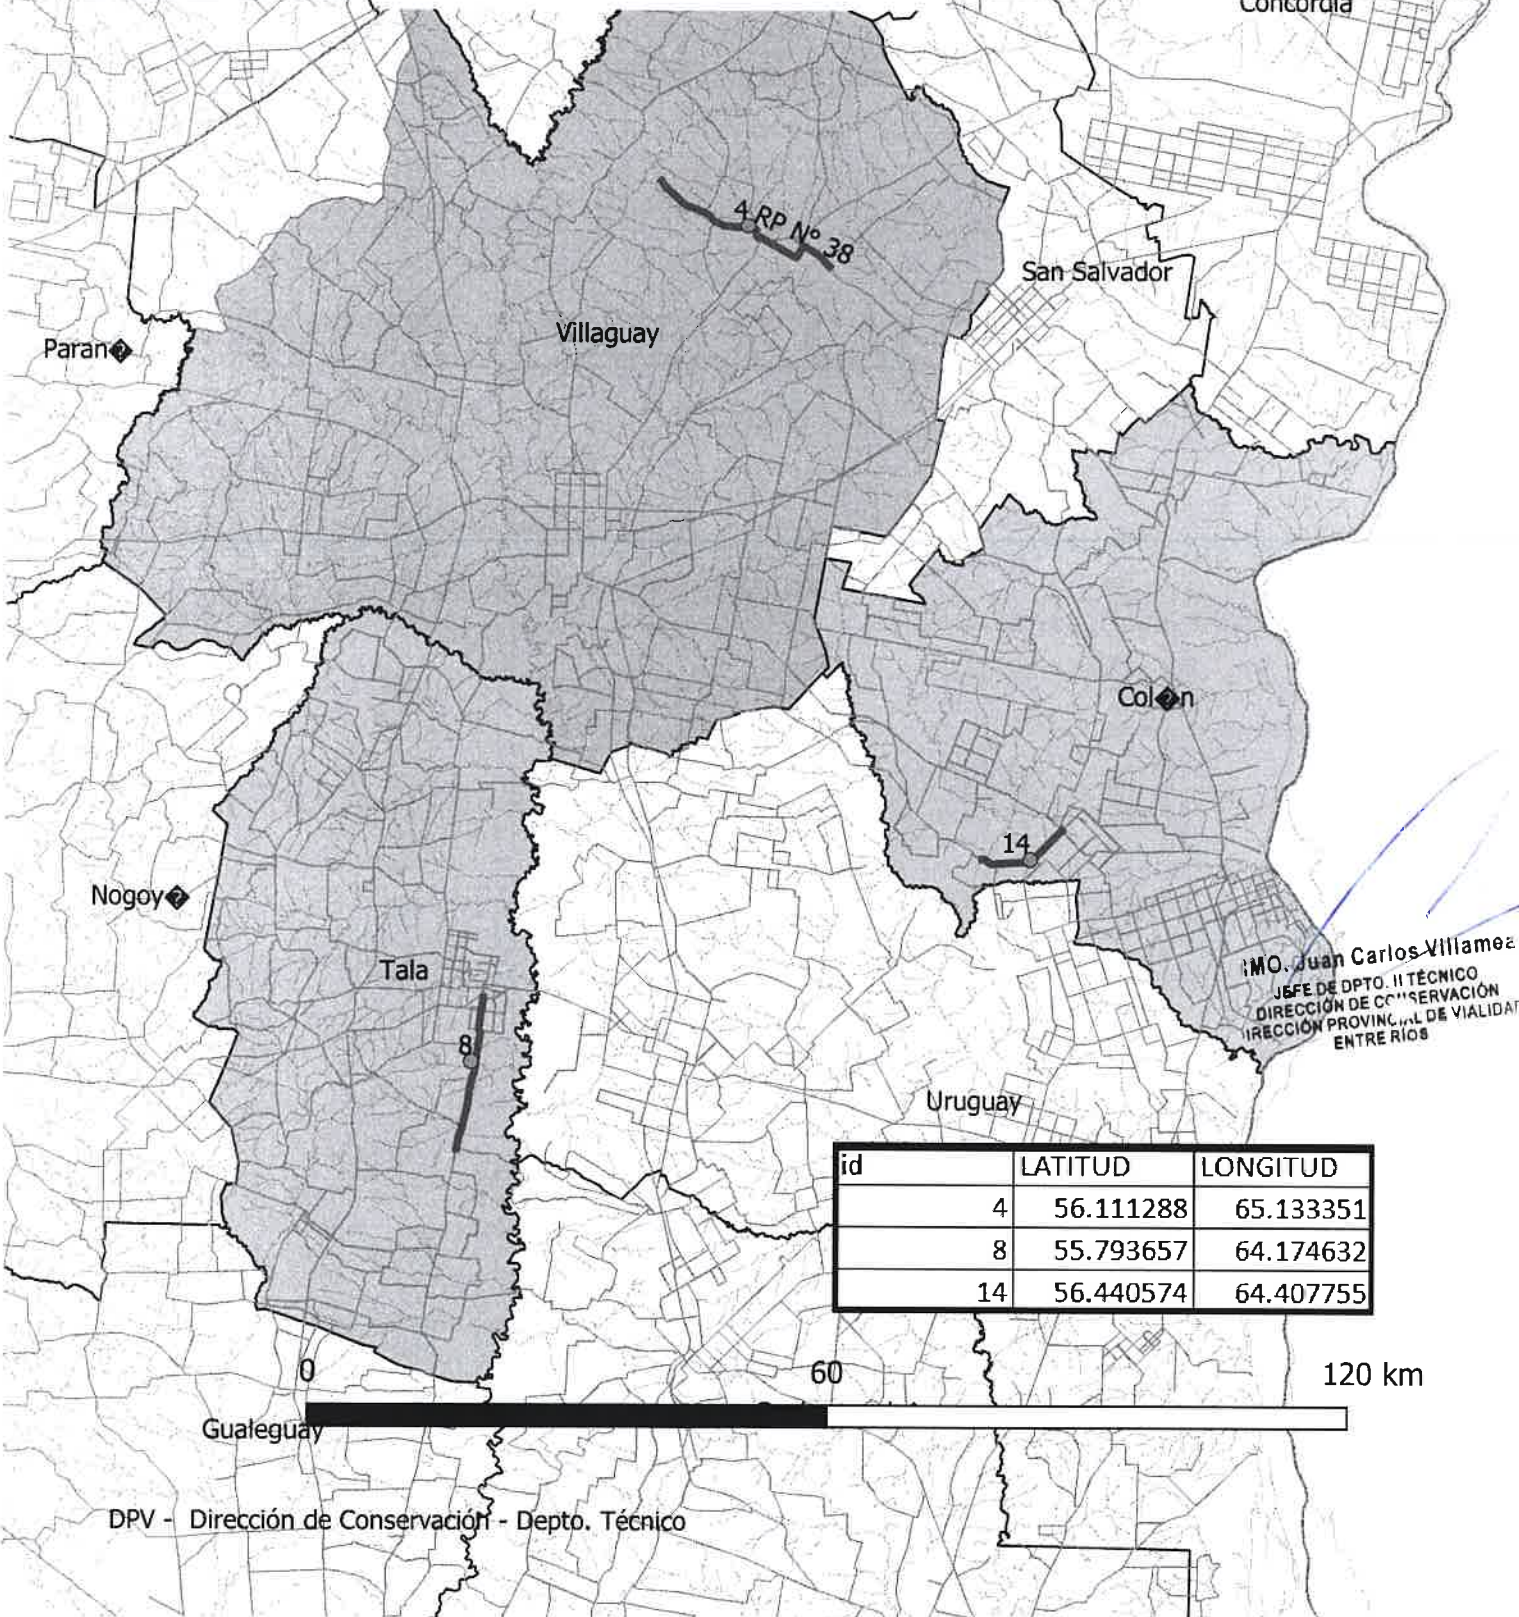 Concordia
4 RP Nº 38
San Salvador
Villaguay
Paran�
Col�n
14
Nogoy�
Tala
8
Juan Carlos Villamea
JEFE DE DPTO. II TÉCNICO
DIRECCIÓN DE CONSERVACIÓN
IRECCIÓN PROVINCIAL DE VIALIDAD
ENTRE RÍOS
Uruguay
id LATITUD LONGITUD
4 56.111288 65.133351
8 55.793657 64.174632
14 56.440574 64.407755
0 60 120 km
Gualeguay
DPV - Dirección de Conservación - Depto. Técnico